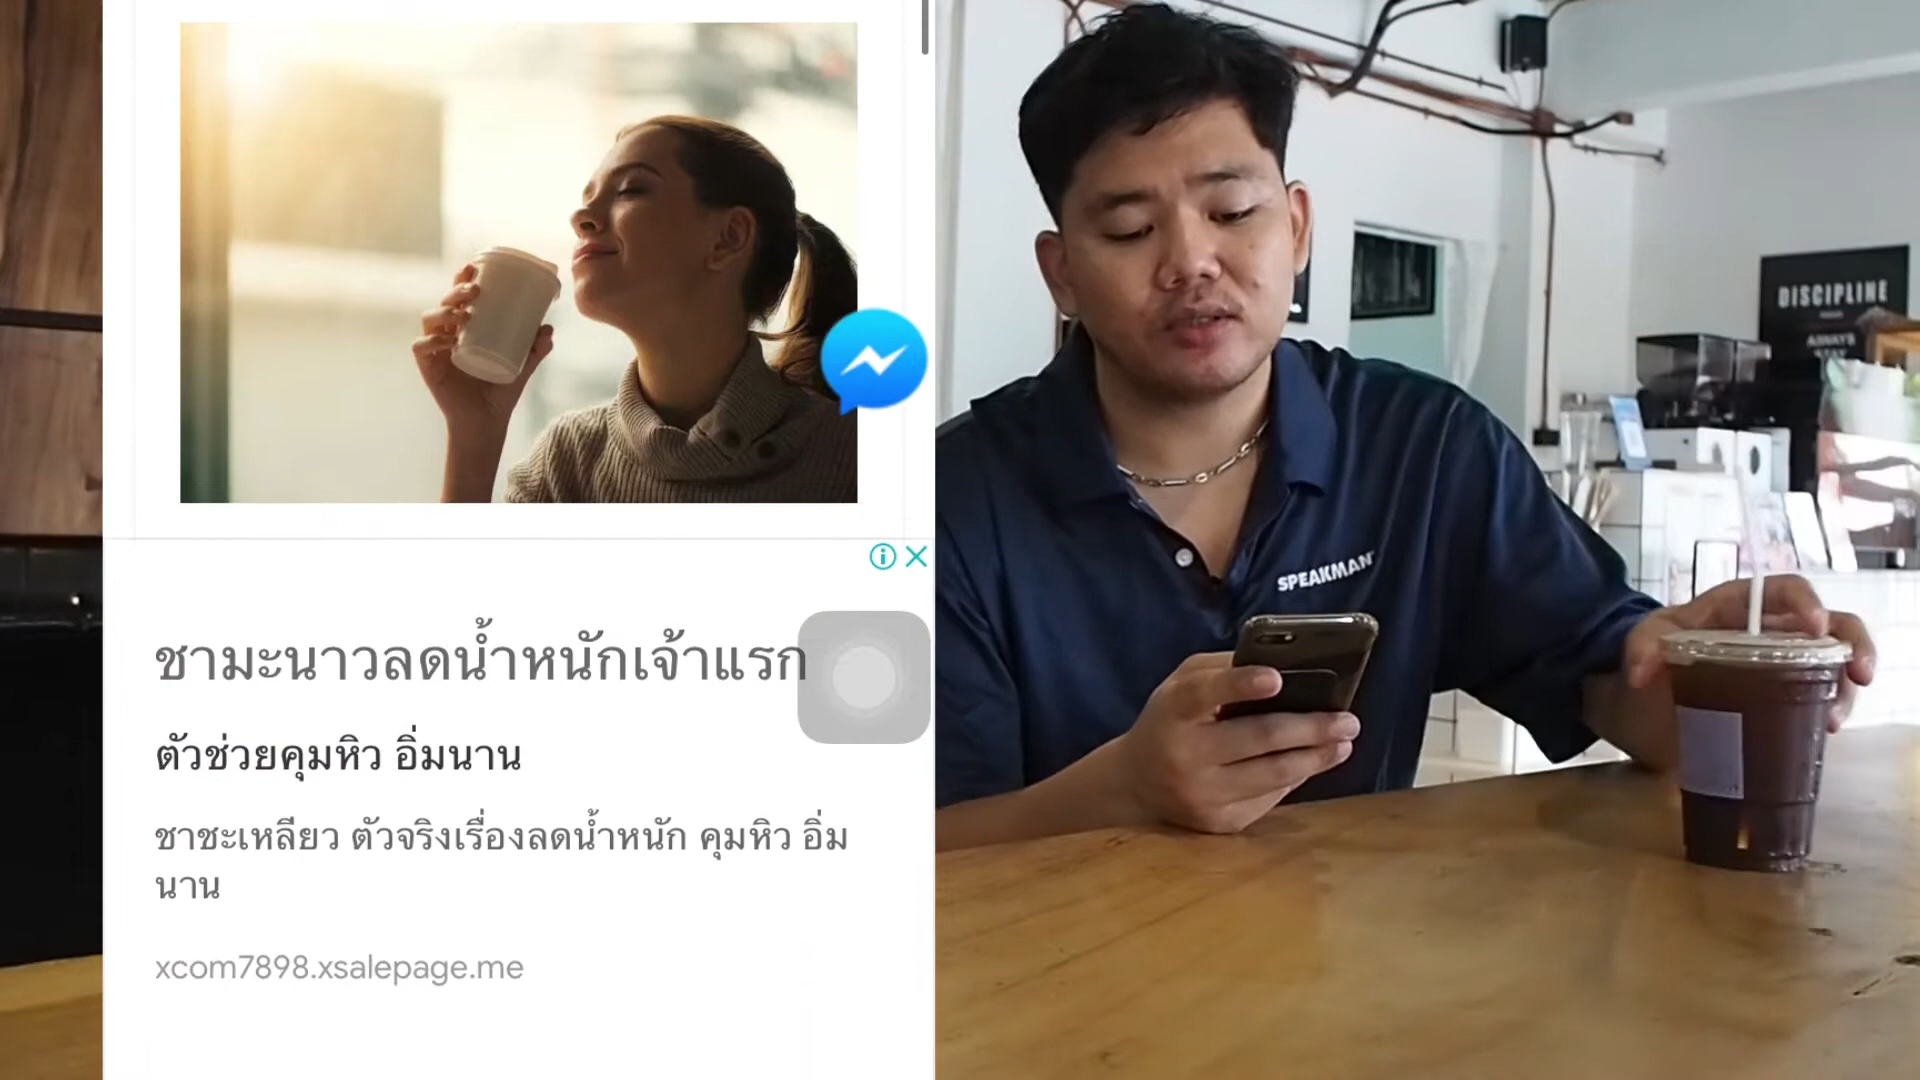 ชามะนาวลดน้ำหนักเจ้าแรก
ตัวช่วยคุมหิว อิ่มนาน
ชาชะเหลียว ตัวจริงเรื่องลดน้ำหนัก คุมหิว อิ่ม
นาน
xcom7898.xsalepage.me
SPEAKMAN
DISCIPLINE
ALWAYS